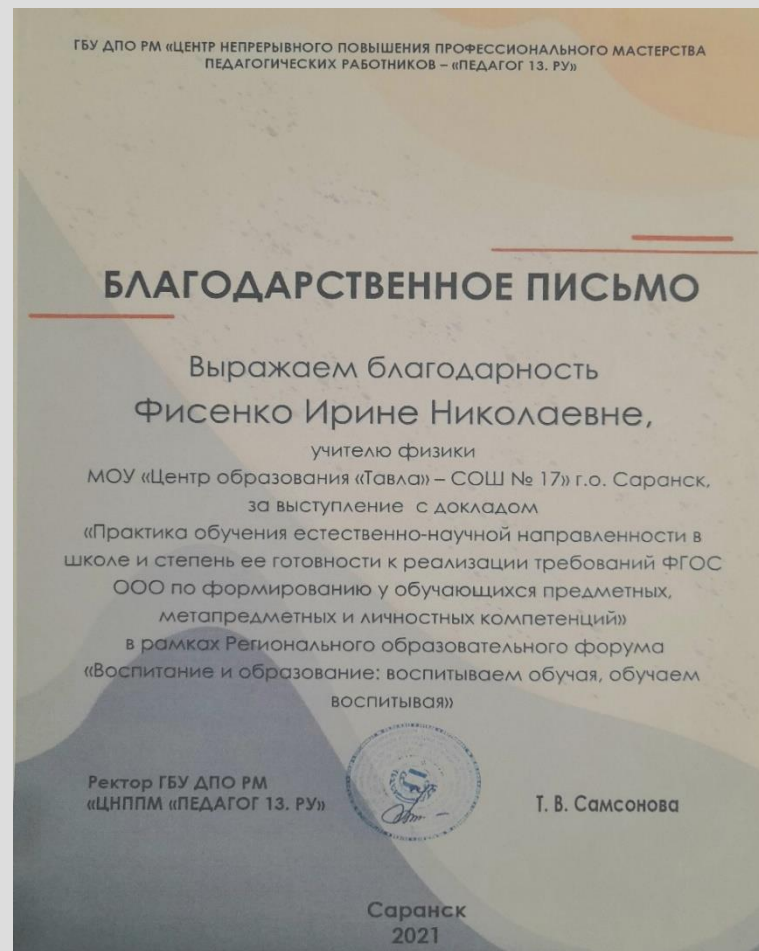 ГБУ ДПО РМ «ЦЕНТР НЕПРЕРЫВНОГО ПОВЫШЕНИЯ ПРОФЕССИОНАЛЬНОГО МАСТЕРСТВА
ПЕДАГОГИЧЕСКИХ РАБОТНИКОВ – «ПЕДАГОГ 13. РУ»
БЛАГОДАРСТВЕННОЕ ПИСЬМО
Выражаем благодарность
Фисенко Ирине Николаевне,
учителю физики
МОУ «Центр образования «Тавла» – СОШ № 17» г.о. Саранск,
за выступление с докладом
«Практика обучения естественно-научной направленности в
школе и степень ее готовности к реализации требований ФГОС
ООО по формированию у обучающихся предметных,
метапредметных и личностных компетенций»
в рамках Регионального образовательного форума
«Воспитание и образование: воспитываем обучая, обучаем
воспитывая»
Ректор ГБУ ДПО РМ
«ЦНППМ «ПЕДАГОГ 13. РУ»
Т. В. Самсонова
Саранск
2021